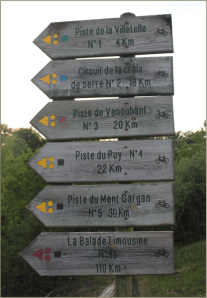 Piste de la Villetelle
N°1 4 Km
Circuit de la croix
de serre N°2 18 Km
Piste de Venouhant
N°3 20 Km
Piste du Puy N°4
22 Km
Piste du Mont Gargan
N°5 30 Km
La Balade Limousine
110 Km